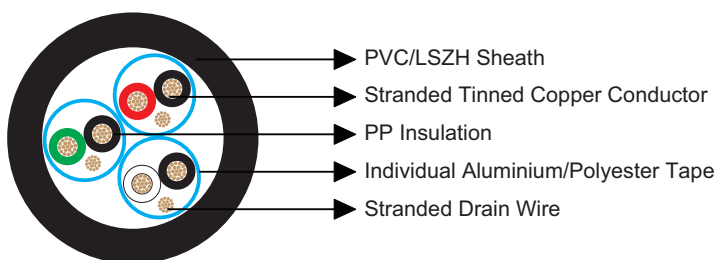 PVC/LSZH Sheath
Stranded Tinned Copper Conductor
PP Insulation
Individual Aluminium/Polyester Tape
Stranded Drain Wire